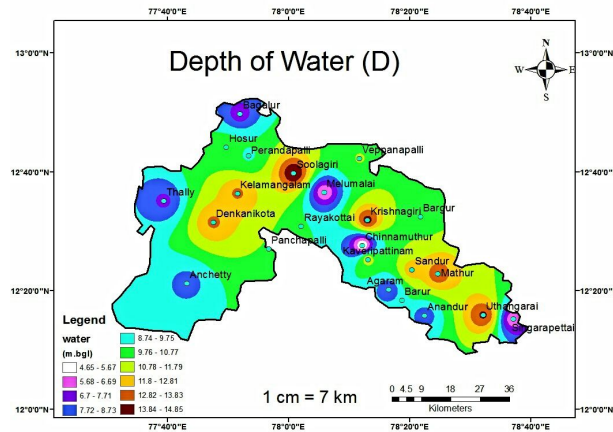 77°40'0"E 78°0'0"E 78°20'0"E 78°40'0"E
13°0'0"N 13°0'0"N
Depth of Water (D)
N
W E
S
Bagalur
Hosur
Perandapalli
Veppanapalli
12°40'0"N 12°40'0"N
Soolagiri
Thally
Kelamangalam
Melumalai
Denkanikota
Rayakottai
Krishnagiri
Bargur
Panchapalli
Chinnamuthur
Kaveripattinam
Sandur
Mathur
Anchetty
Agaram
Barur
12°20'0"N 12°20'0"N
Anandur
Uthangarai
Singarapettai
Legend
water
(m.bgl)
4.65 - 5.67
5.68 - 6.69
6.7 - 7.71
7.72 - 8.73
8.74 - 9.75
9.76 - 10.77
10.78 - 11.79
11.8 - 12.81
12.82 - 13.83
13.84 - 14.85
1 cm = 7 km
0 4.5 9 18 27 36
Kilometers
12°0'0"N 12°0'0"N
77°40'0"E 78°0'0"E 78°20'0"E 78°40'0"E